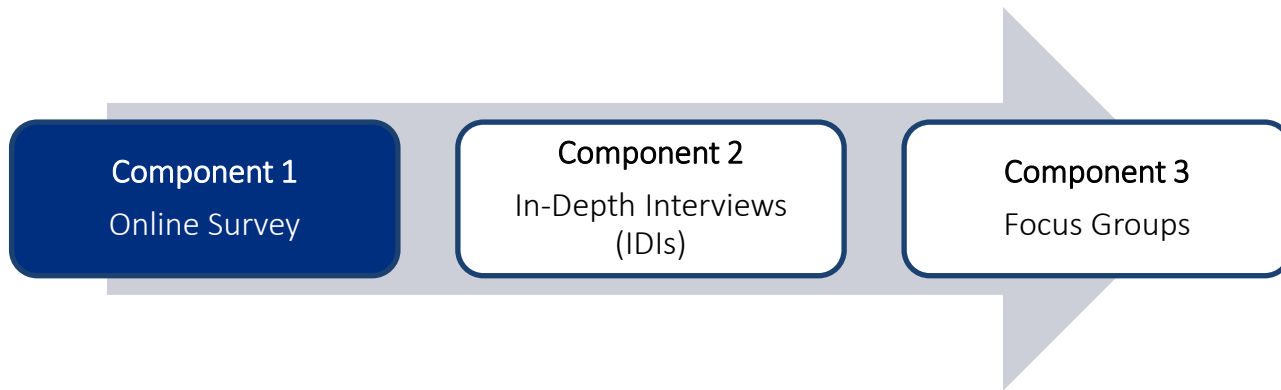 Component 1
Online Survey
Component 2
In-Depth Interviews
(IDIs)
Component 3
Focus Groups